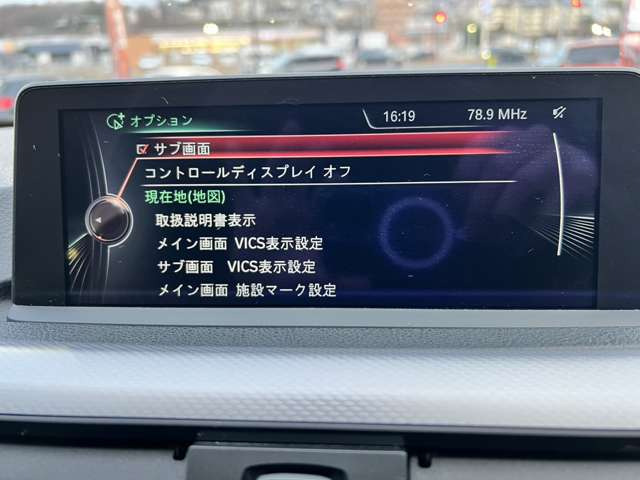 オプション 16:19 78.9 MHz
サブ画面
コントロールディスプレイ オフ
現在地(地図)
取扱説明書表示
メイン画面 VICS表示設定
サブ画面 VICS表示設定
メイン画面 施設マーク設定